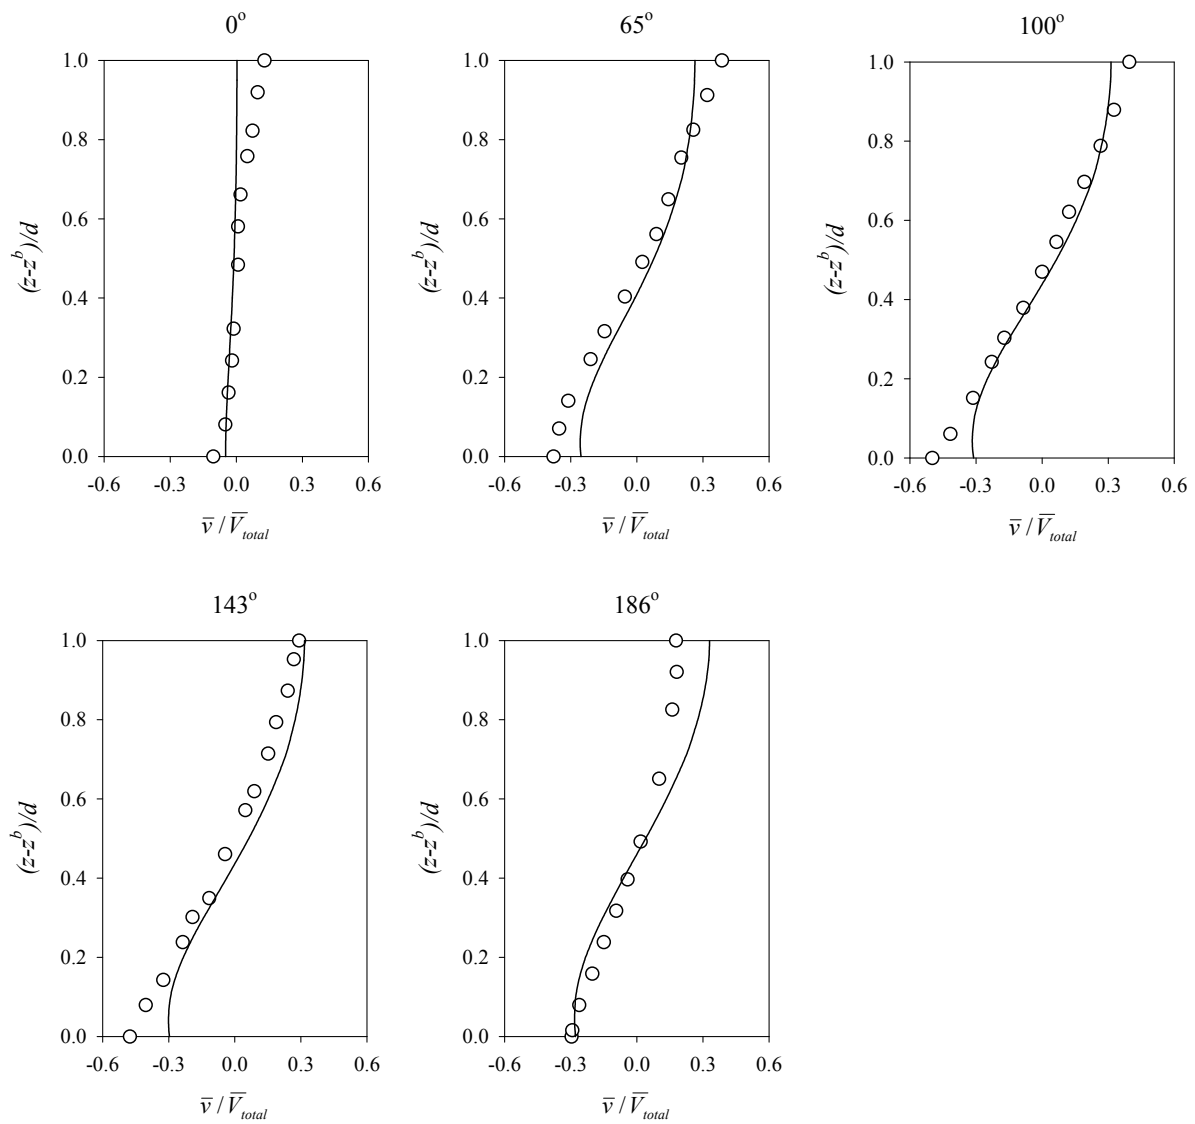 0° 65° 100°
1.0 1.0 1.0
0.8 0.8 0.8
0.6 0.6 0.6
(z-z^b)/d (z-z^b)/d (z-z^b)/d
0.4 0.4 0.4
0.2 0.2 0.2
0.0 0.0 0.0
-0.6 -0.3 0.0 0.3 0.6 -0.6 -0.3 0.0 0.3 0.6 -0.6 -0.3 0.0 0.3 0.6
v̄ / V̄_total v̄ / V̄_total v̄ / V̄_total
143° 186°
1.0 1.0
0.8 0.8
0.6 0.6
(z-z^b)/d (z-z^b)/d
0.4 0.4
0.2 0.2
0.0 0.0
-0.6 -0.3 0.0 0.3 0.6 -0.6 -0.3 0.0 0.3 0.6
v̄ / V̄_total v̄ / V̄_total